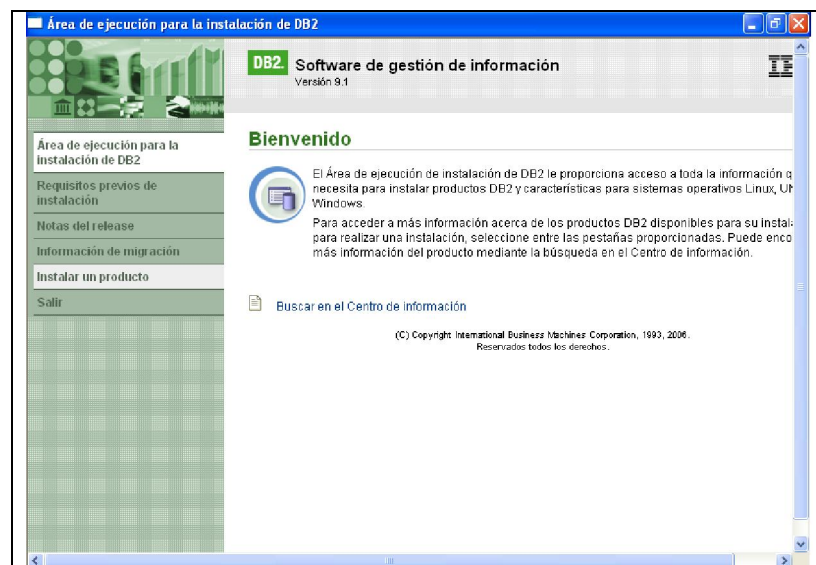 Área de ejecución para la instalación de DB2
DB2. Software de gestión de información
Versión 9.1
Área de ejecución para la
instalación de DB2
Requisitos previos de
instalación
Notas del release
Información de migración
Instalar un producto
Salir
Bienvenido
El Área de ejecución de instalación de DB2 le proporciona acceso a toda la información q
necesita para instalar productos DB2 y características para sistemas operativos Linux, UN
Windows.
Para acceder a más información acerca de los productos DB2 disponibles para su instal
para realizar una instalación, seleccione entre las pestañas proporcionadas. Puede enco
más información del producto mediante la búsqueda en el Centro de información.
Buscar en el Centro de información
(C) Copyright International Business Machines Corporation, 1993, 2006.
Reservados todos los derechos.